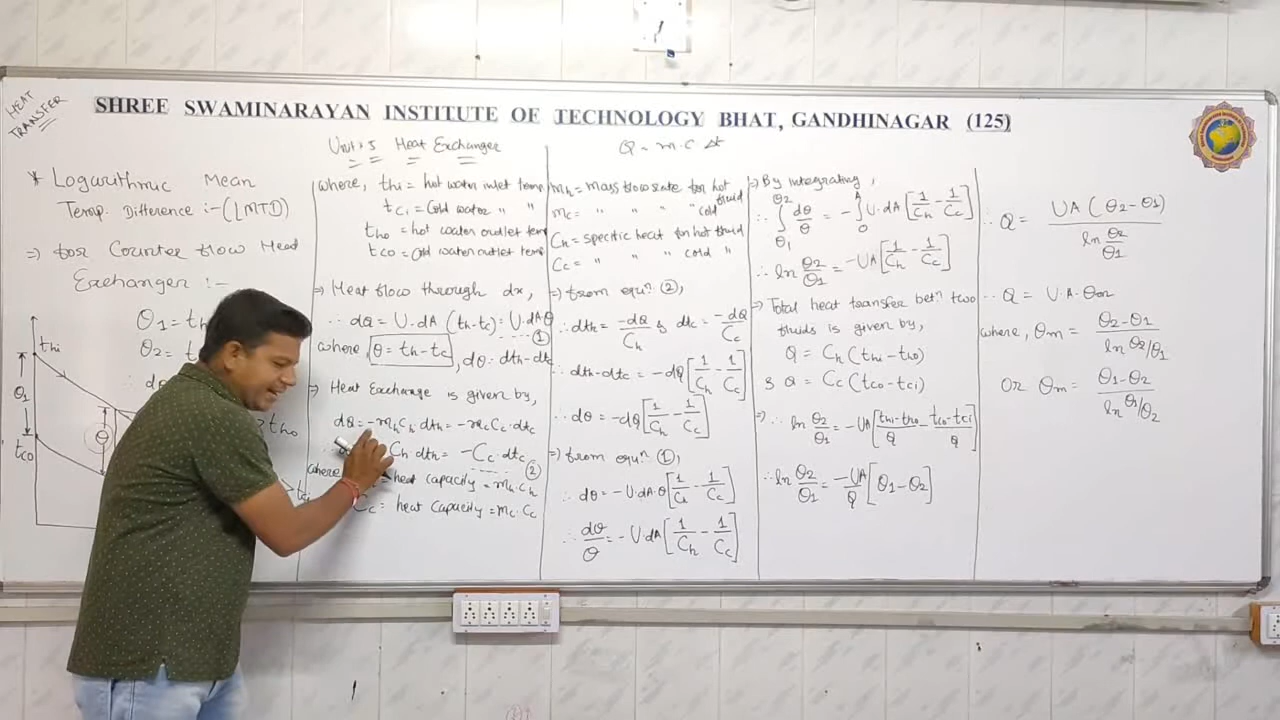 HEAT
TRANSFER
SHREE SWAMINARAYAN INSTITUTE OF TECHNOLOGY BHAT, GANDHINAGAR (125)
Unit: 5 Heat Exchanger
Q = m·C Δt
* Logarithmic Mean
Temp. Difference :- (LMTD)
=> for Counter flow Heat
Exchanger :-
θ1 = th
θ2 = t
∴ dθ
thi
θ1
tco
θ
tho
tci
where, thi = hot water inlet temp
tci = Cold water " "
tho = hot water outlet tem
tco = Cold water outlet tem
=> Heat flow through dx,
∴ dQ = U·dA (th-tc) = U·dA θ
----- ①
where, θ = th-tc, dθ = dth-dtc
=> Heat Exchange is given by,
dQ = -mhCh dth = -mcCc·dtc
Ch dth = -Cc·dtc
----- ②
where
= heat capacity = mh·Ch
Cc = heat capacity = mc·Cc
mh = mass flow rate for hot fluid
mc = " " " " cold
Ch = specific heat for hot fluid
Cc = " " " cold "
=> from equn. ②,
∴ dth = -dQ/Ch & dtc = -dQ/Cc
∴ dth-dtc = -dQ[1/Ch - 1/Cc]
∴ dθ = -dQ[1/Ch - 1/Cc]
=> from equn. ①,
∴ dθ = -U·dA·θ[1/Ch - 1/Cc]
∴ dθ/θ = -U·dA[1/Ch - 1/Cc]
=> By integrating,
∴ ∫θ1θ2 dθ/θ = -∫0A U·dA[1/Ch - 1/Cc]
∴ ln θ2/θ1 = -UA[1/Ch - 1/Cc]
=> Total heat transfer betn two
fluids is given by,
Q = Ch (thi-tho)
& Q = Cc (tco-tci)
=> ∴ ln θ2/θ1 = -UA[thi-tho/Q - tco-tci/Q]
∴ ln θ2/θ1 = -UA/Q [θ1-θ2]
∴ Q = UA (θ2-θ1)/ln θ2/θ1
∴ Q = U·A·θm
where, θm = θ2-θ1/ln θ2/θ1
or θm = θ1-θ2/ln θ1/θ2